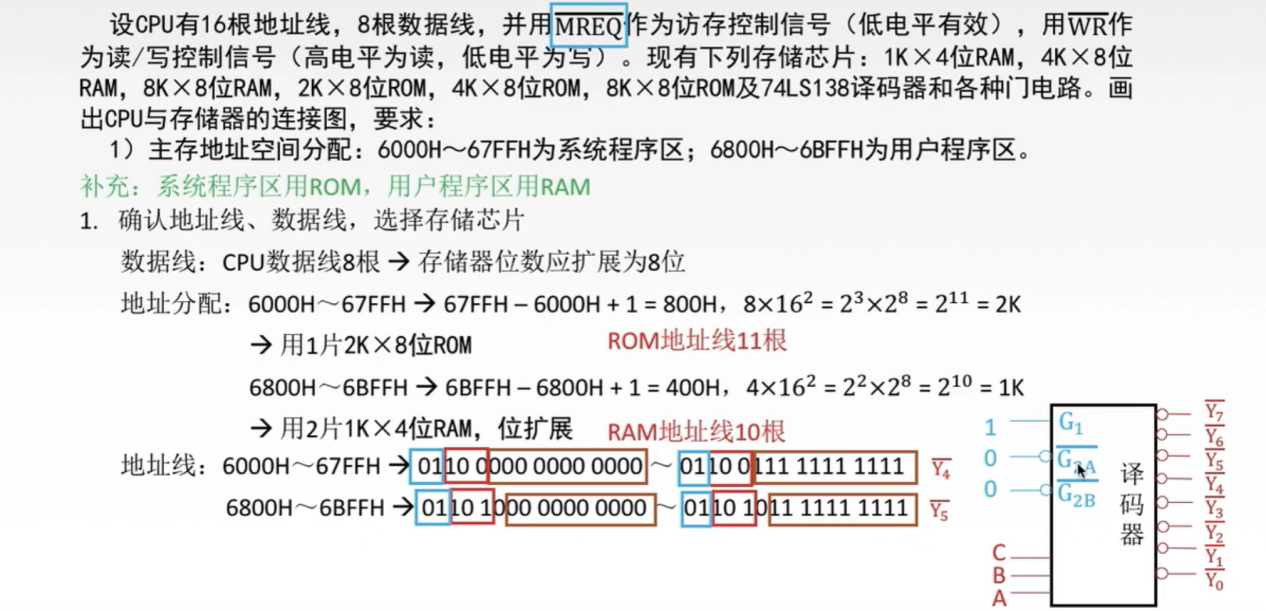 设CPU有16根地址线，8根数据线，并用M̅R̅E̅Q̅作为访存控制信号（低电平有效），用W̅R̅作
为读/写控制信号（高电平为读，低电平为写）。现有下列存储芯片：1K×4位RAM，4K×8位
RAM，8K×8位RAM，2K×8位ROM，4K×8位ROM，8K×8位ROM及74LS138译码器和各种门电路。画
出CPU与存储器的连接图，要求：
1）主存地址空间分配：6000H～67FFH为系统程序区；6800H～6BFFH为用户程序区。
补充：系统程序区用ROM，用户程序区用RAM
1. 确认地址线、数据线，选择存储芯片
数据线：CPU数据线8根→存储器位数应扩展为8位
地址分配：6000H～67FFH → 67FFH – 6000H + 1 = 800H，8×16² = 2³×2⁸ = 2¹¹ = 2K
→ 用1片2K×8位ROM ROM地址线11根
6800H～6BFFH → 6BFFH – 6800H + 1 = 400H，4×16² = 2²×2⁸ = 2¹⁰ = 1K
→ 用2片1K×4位RAM，位扩展 RAM地址线10根
地址线：6000H～67FFH → 0110 0000 0000 0000 ～ 0110 0111 1111 1111 Y̅₄
6800H～6BFFH → 0110 1000 0000 0000 ～ 0110 1011 1111 1111 Y̅₅
1 G₁
0 G̅₂A̅
0 G̅₂B̅
C
B
A
译
码
器
Y̅₇
Y̅₆
Y̅₅
Y̅₄
Y̅₃
Y̅₂
Y̅₁
Y̅₀